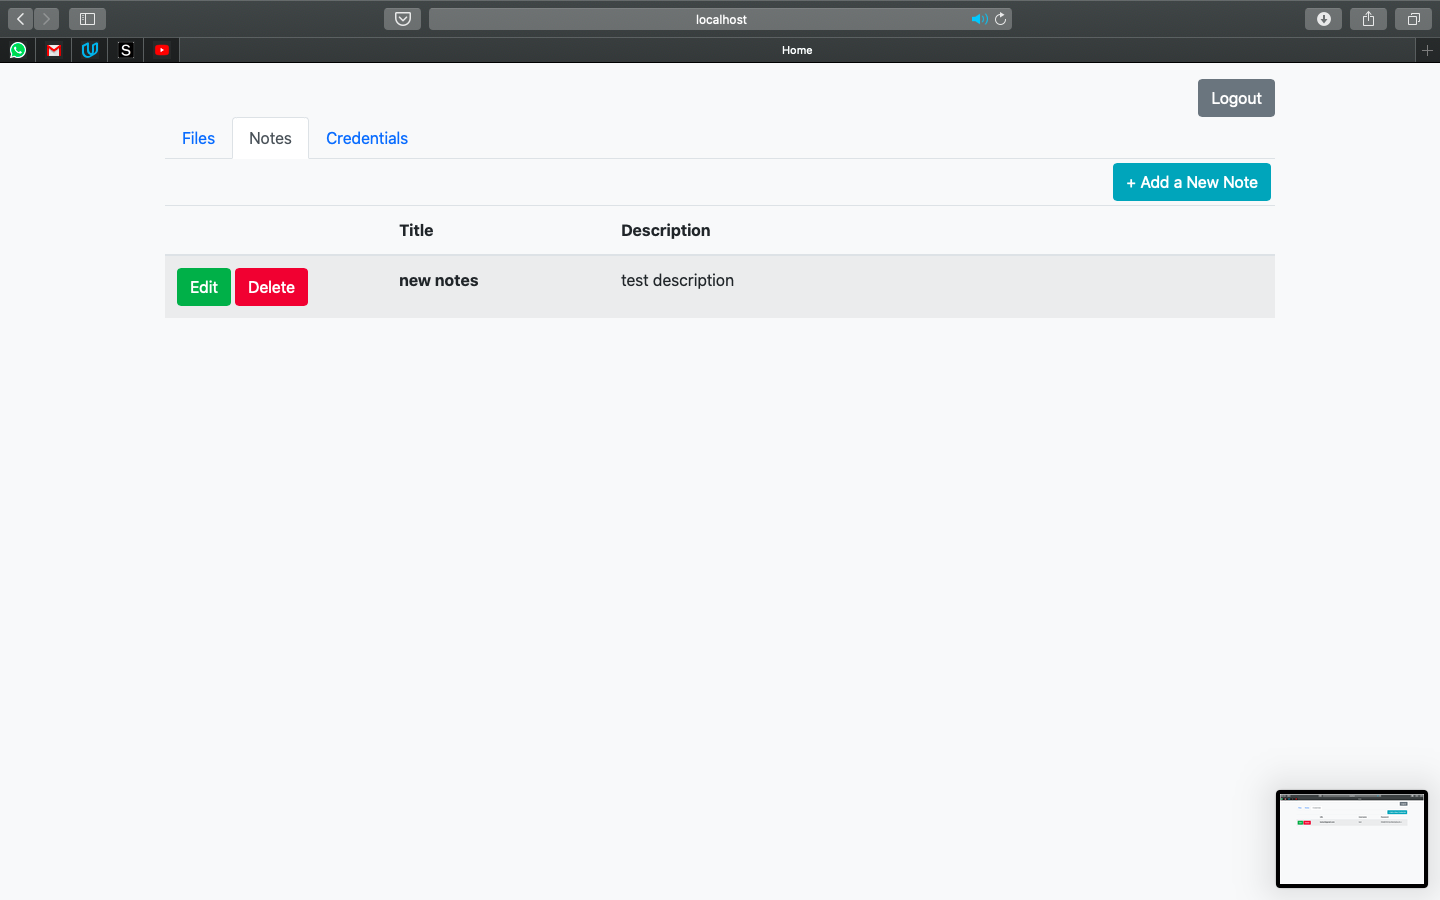 localhost
S
Home
Logout
Files Notes Credentials
+ Add a New Note
Title Description
Edit Delete new notes test description